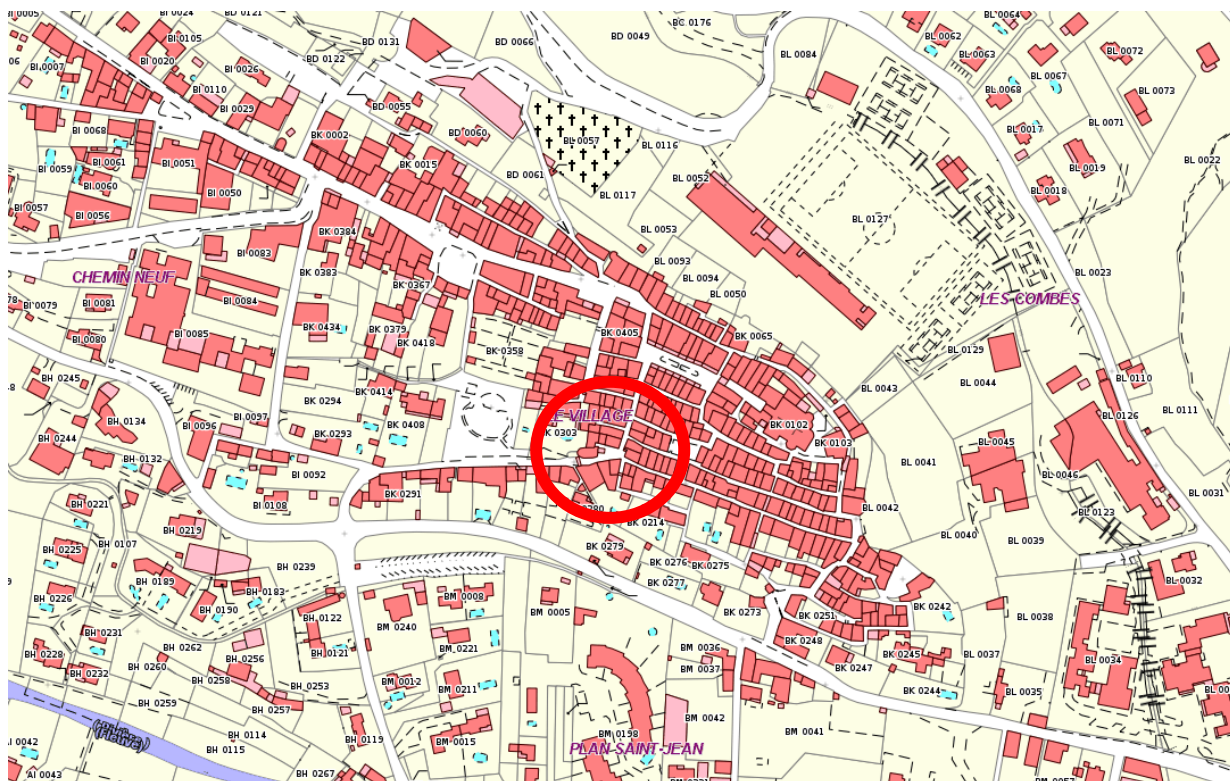 BI 0005
BI 0024
BD 0121
BD 0131
BD 0066
BC 0176
BD 0049
BL 0084
BL 0064
BL 0062
BL 0063
BL 0072
BI 0105
BI 0020
BD 0122
BI 0007
BI 0026
BI 0110
BI 0029
BD 0055
BL 0067
BL 0068
BL 0073
BI 0068
BK 0002
BD 0060
BL 0057
BL 0116
BL 0017
BL 0071
BI 0061
BI 0051
BK 0015
BL 0022
BI 0059
BI 0060
BI 0050
BD 0061
BL 0052
BL 0019
BL 0018
BI 0057
BI 0056
BL 0117
BL 0127
BK 0384
BL 0053
BI 0083
BL 0093
BK 0383
BL 0094
BL 0023
CHEMIN NEUF
BK 0367
BL 0050
LES COMBES
BI 0079
BI 0081
BI 0084
BK 0434
BK 0379
BK 0405
BI 0085
BI 0080
BK 0418
BK 0358
BK 0065
BL 0129
BH 0245
BK 0414
BL 0043
BL 0044
BL 0110
BK 0294
LE VILLAGE
BL 0111
BH 0134
BI 0097
BL 0126
BI 0096
BK 0408
BK 0303
BK 0102
BH 0244
BK 0293
BK 0103
BL 0045
BH 0132
BL 0041
BI 0092
BL 0046
BK 0291
BL 0031
BH 0221
BI 0108
0280
BL 0042
BL 0123
BH 0219
BK 0214
BL 0040
BH 0107
BK 0279
BL 0039
BH 0225
BH 0239
BK 0276
BK 0275
BL 0032
BH 0189
BK 0277
BH 0183
BM 0008
BH 0226
BH 0190
BM 0005
BK 0273
BK 0251
BK 0242
BH 0122
BL 0038
BH 0231
BM 0240
BH 0262
BK 0248
BM 0221
BM 0036
BH 0228
BH 0256
BH 0121
BK 0245
BL 0037
BH 0260
BK 0247
BL 0034
BH 0232
BM 0037
BH 0258
BM 0012
BH 0253
BM 0211
BK 0244
BL 0035
BH 0259
BH 0257
BM 0042
BH 0114
BM 0041
(Fleuve)
BM 0198
BH 0119
BM 0015
PLAN SAINT-JEAN
AI 0042
BH 0115
AI 0043
BH 0267